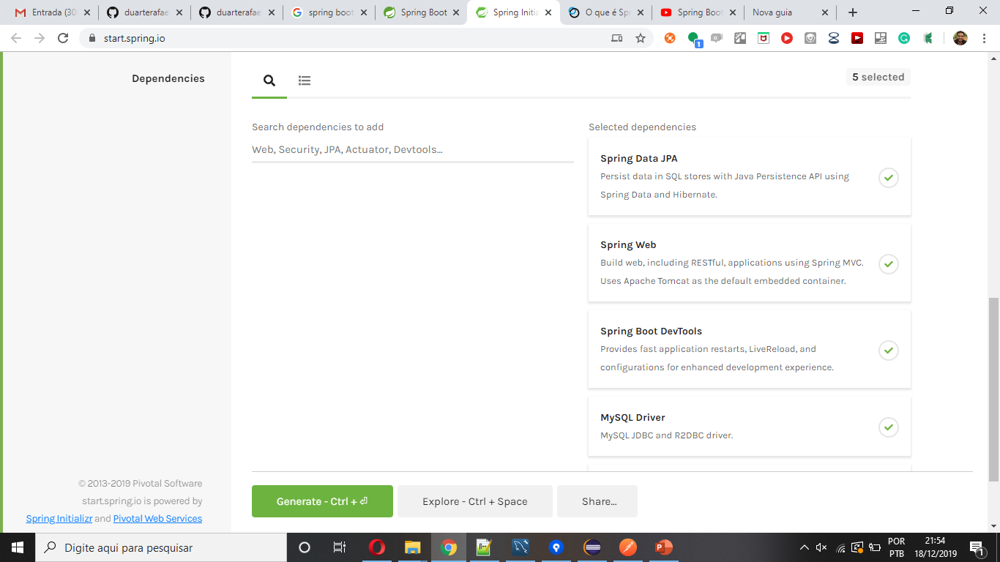 Entrada (30
duarterafae
duarterafae
spring boot
Spring Boot
Spring Initia
O que é Spr
Spring Boot
Nova guia
start.spring.io
1
Dependencies
5 selected
Search dependencies to add
Web, Security, JPA, Actuator, Devtools...
Selected dependencies
Spring Data JPA
Persist data in SQL stores with Java Persistence API using
Spring Data and Hibernate.
Spring Web
Build web, including RESTful, applications using Spring MVC.
Uses Apache Tomcat as the default embedded container.
Spring Boot DevTools
Provides fast application restarts, LiveReload, and
configurations for enhanced development experience.
MySQL Driver
MySQL JDBC and R2DBC driver.
© 2013-2019 Pivotal Software
start.spring.io is powered by
Spring Initializr and Pivotal Web Services
Generate - Ctrl + ⏎
Explore - Ctrl + Space
Share...
Digite aqui para pesquisar
POR
PTB
21:54
18/12/2019
1